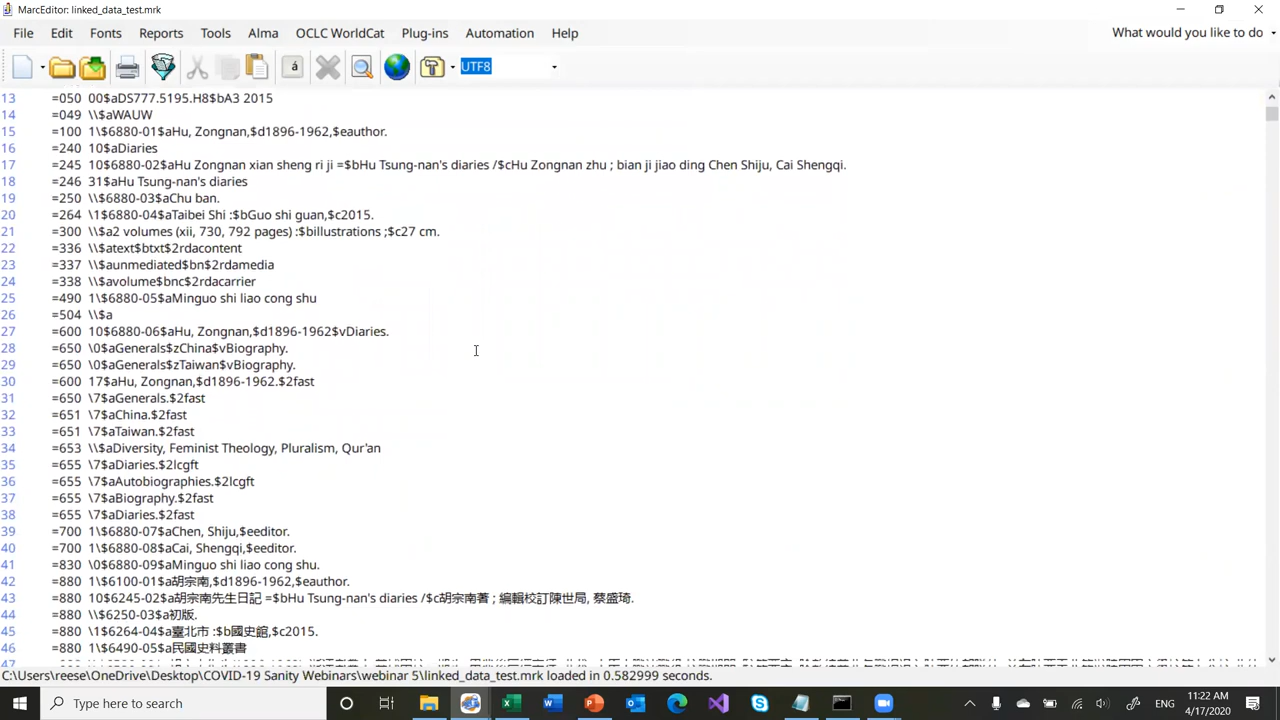 MarcEditor: linked_data_test.mrk
File Edit Fonts Reports Tools Alma OCLC WorldCat Plug-ins Automation Help What would you like to do
á UTF8
13 =050 00$aDS777.5195.H8$bA3 2015
14 =049 \\$aWAUW
15 =100 1\$6880-01$aHu, Zongnan,$d1896-1962,$eauthor.
16 =240 10$aDiaries
17 =245 10$6880-02$aHu Zongnan xian sheng ri ji =$bHu Tsung-nan's diaries /$cHu Zongnan zhu ; bian ji jiao ding Chen Shiju, Cai Shengqi.
18 =246 31$aHu Tsung-nan's diaries
19 =250 \\$6880-03$aChu ban.
20 =264 \1$6880-04$aTaibei Shi :$bGuo shi guan,$c2015.
21 =300 \\$a2 volumes (xii, 730, 792 pages) :$billustrations ;$c27 cm.
22 =336 \\$atext$btxt$2rdacontent
23 =337 \\$aunmediated$bn$2rdamedia
24 =338 \\$avolume$bnc$2rdacarrier
25 =490 1\$6880-05$aMinguo shi liao cong shu
26 =504 \\$a
27 =600 10$6880-06$aHu, Zongnan,$d1896-1962$vDiaries.
28 =650 \0$aGenerals$zChina$vBiography.
29 =650 \0$aGenerals$zTaiwan$vBiography.
30 =600 17$aHu, Zongnan,$d1896-1962.$2fast
31 =650 \7$aGenerals.$2fast
32 =651 \7$aChina.$2fast
33 =651 \7$aTaiwan.$2fast
34 =653 \\$aDiversity, Feminist Theology, Pluralism, Qur'an
35 =655 \7$aDiaries.$2lcgft
36 =655 \7$aAutobiographies.$2lcgft
37 =655 \7$aBiography.$2fast
38 =655 \7$aDiaries.$2fast
39 =700 1\$6880-07$aChen, Shiju,$eeditor.
40 =700 1\$6880-08$aCai, Shengqi,$eeditor.
41 =830 \0$6880-09$aMinguo shi liao cong shu.
42 =880 1\$6100-01$a胡宗南,$d1896-1962,$eauthor.
43 =880 10$6245-02$a胡宗南先生日記 =$bHu Tsung-nan's diaries /$c胡宗南著 ; 編輯校訂陳世局, 蔡盛琦.
44 =880 \\$6250-03$a初版.
45 =880 \1$6264-04$a臺北市 :$b國史館,$c2015.
46 =880 1\$6490-05$a民國史料叢書
47
C:\Users\reese\OneDrive\Desktop\COVID-19 Sanity Webinars\webinar 5\linked_data_test.mrk loaded in 0.582999 seconds.
Type here to search
ENG
11:22 AM
4/17/2020